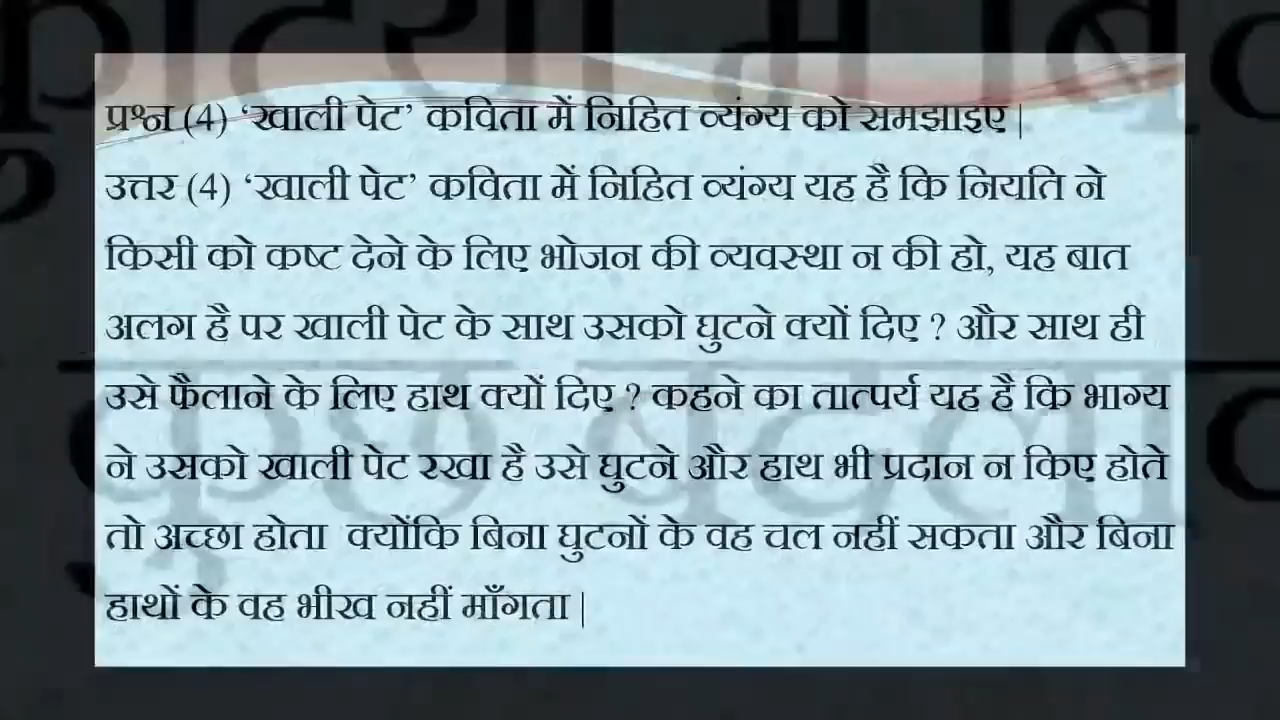 प्रश्न (4) ‘खाली पेट’ कविता में निहित व्यंग्य को समझाइए |
उत्तर (4) ‘खाली पेट’ कविता में निहित व्यंग्य यह है कि नियति ने
किसी को कष्ट देने के लिए भोजन की व्यवस्था न की हो, यह बात
अलग है पर खाली पेट के साथ उसको घुटने क्यों दिए ? और साथ ही
उसे फैलाने के लिए हाथ क्यों दिए ? कहने का तात्पर्य यह है कि भाग्य
ने उसको खाली पेट रखा है उसे घुटने और हाथ भी प्रदान न किए होते
तो अच्छा होता क्योंकि बिना घुटनों के वह चल नहीं सकता और बिना
हाथों के वह भीख नहीं माँगता |